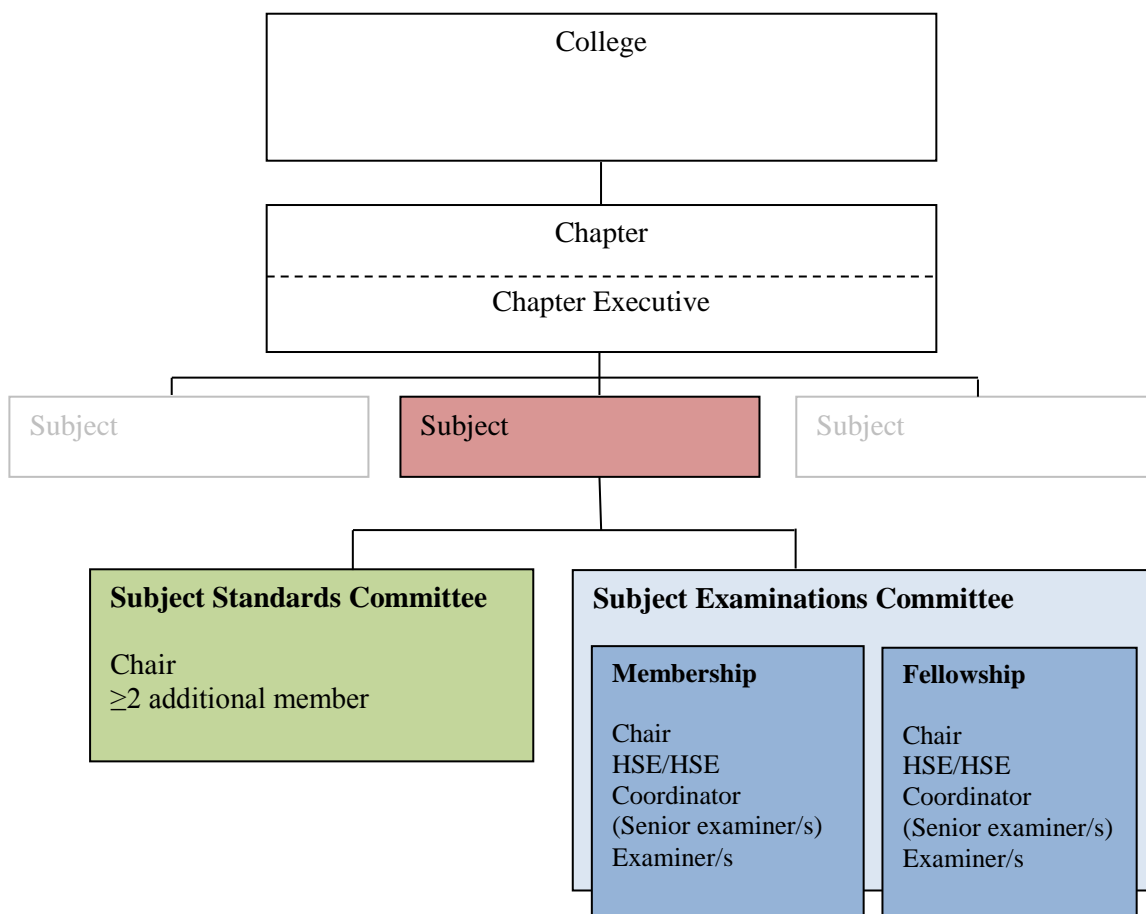 College
Chapter
Chapter Executive
Subject
Subject
Subject
Subject Standards Committee
Chair
≥2 additional member
Subject Examinations Committee
Membership
Chair
HSE/HSE
Coordinator
(Senior examiner/s)
Examiner/s
Fellowship
Chair
HSE/HSE
Coordinator
(Senior examiner/s)
Examiner/s